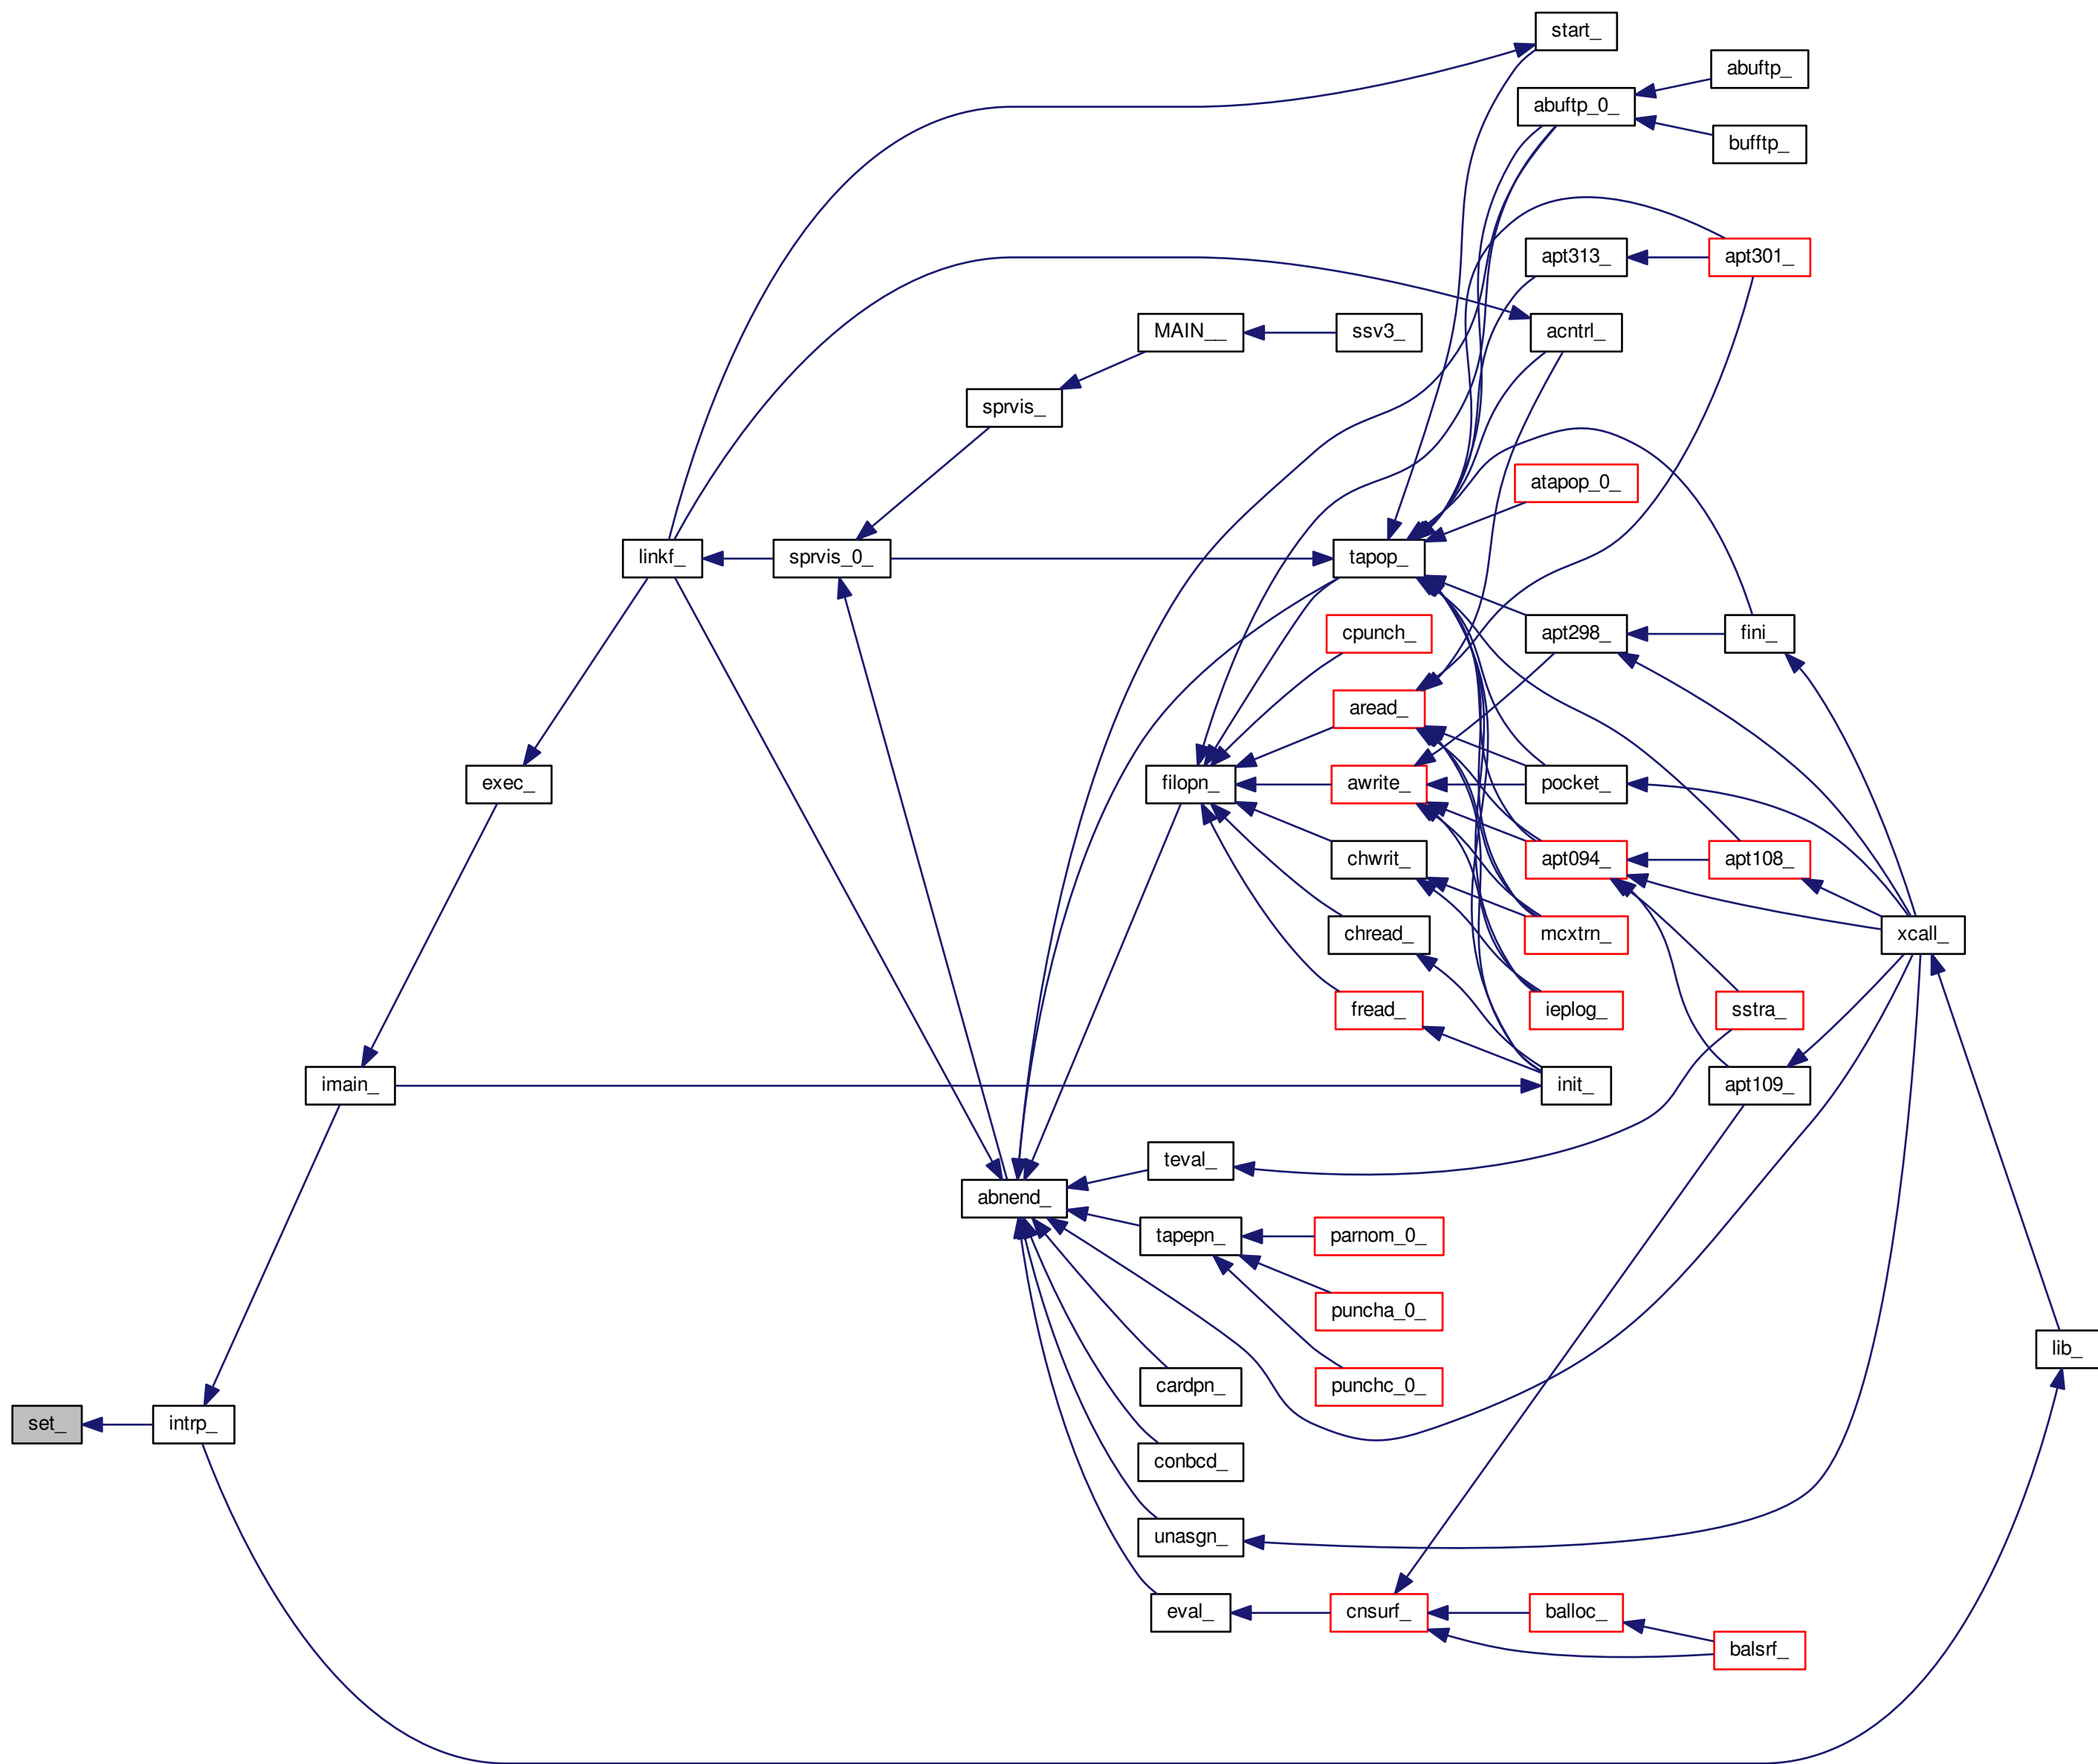 start_
abuftp_
abuftp_0_
bufftp_
apt313_
apt301_
MAIN__
ssv3_
acntrl_
sprvis_
atapop_0_
linkf_
sprvis_0_
tapop_
cpunch_
apt298_
fini_
aread_
exec_
filopn_
awrite_
pocket_
chwrit_
apt094_
apt108_
chread_
mcxtrn_
xcall_
fread_
ieplog_
sstra_
imain_
init_
apt109_
teval_
abnend_
tapepn_
parnom_0_
puncha_0_
lib_
cardpn_
punchc_0_
set_
intrp_
conbcd_
unasgn_
eval_
cnsurf_
balloc_
balsrf_